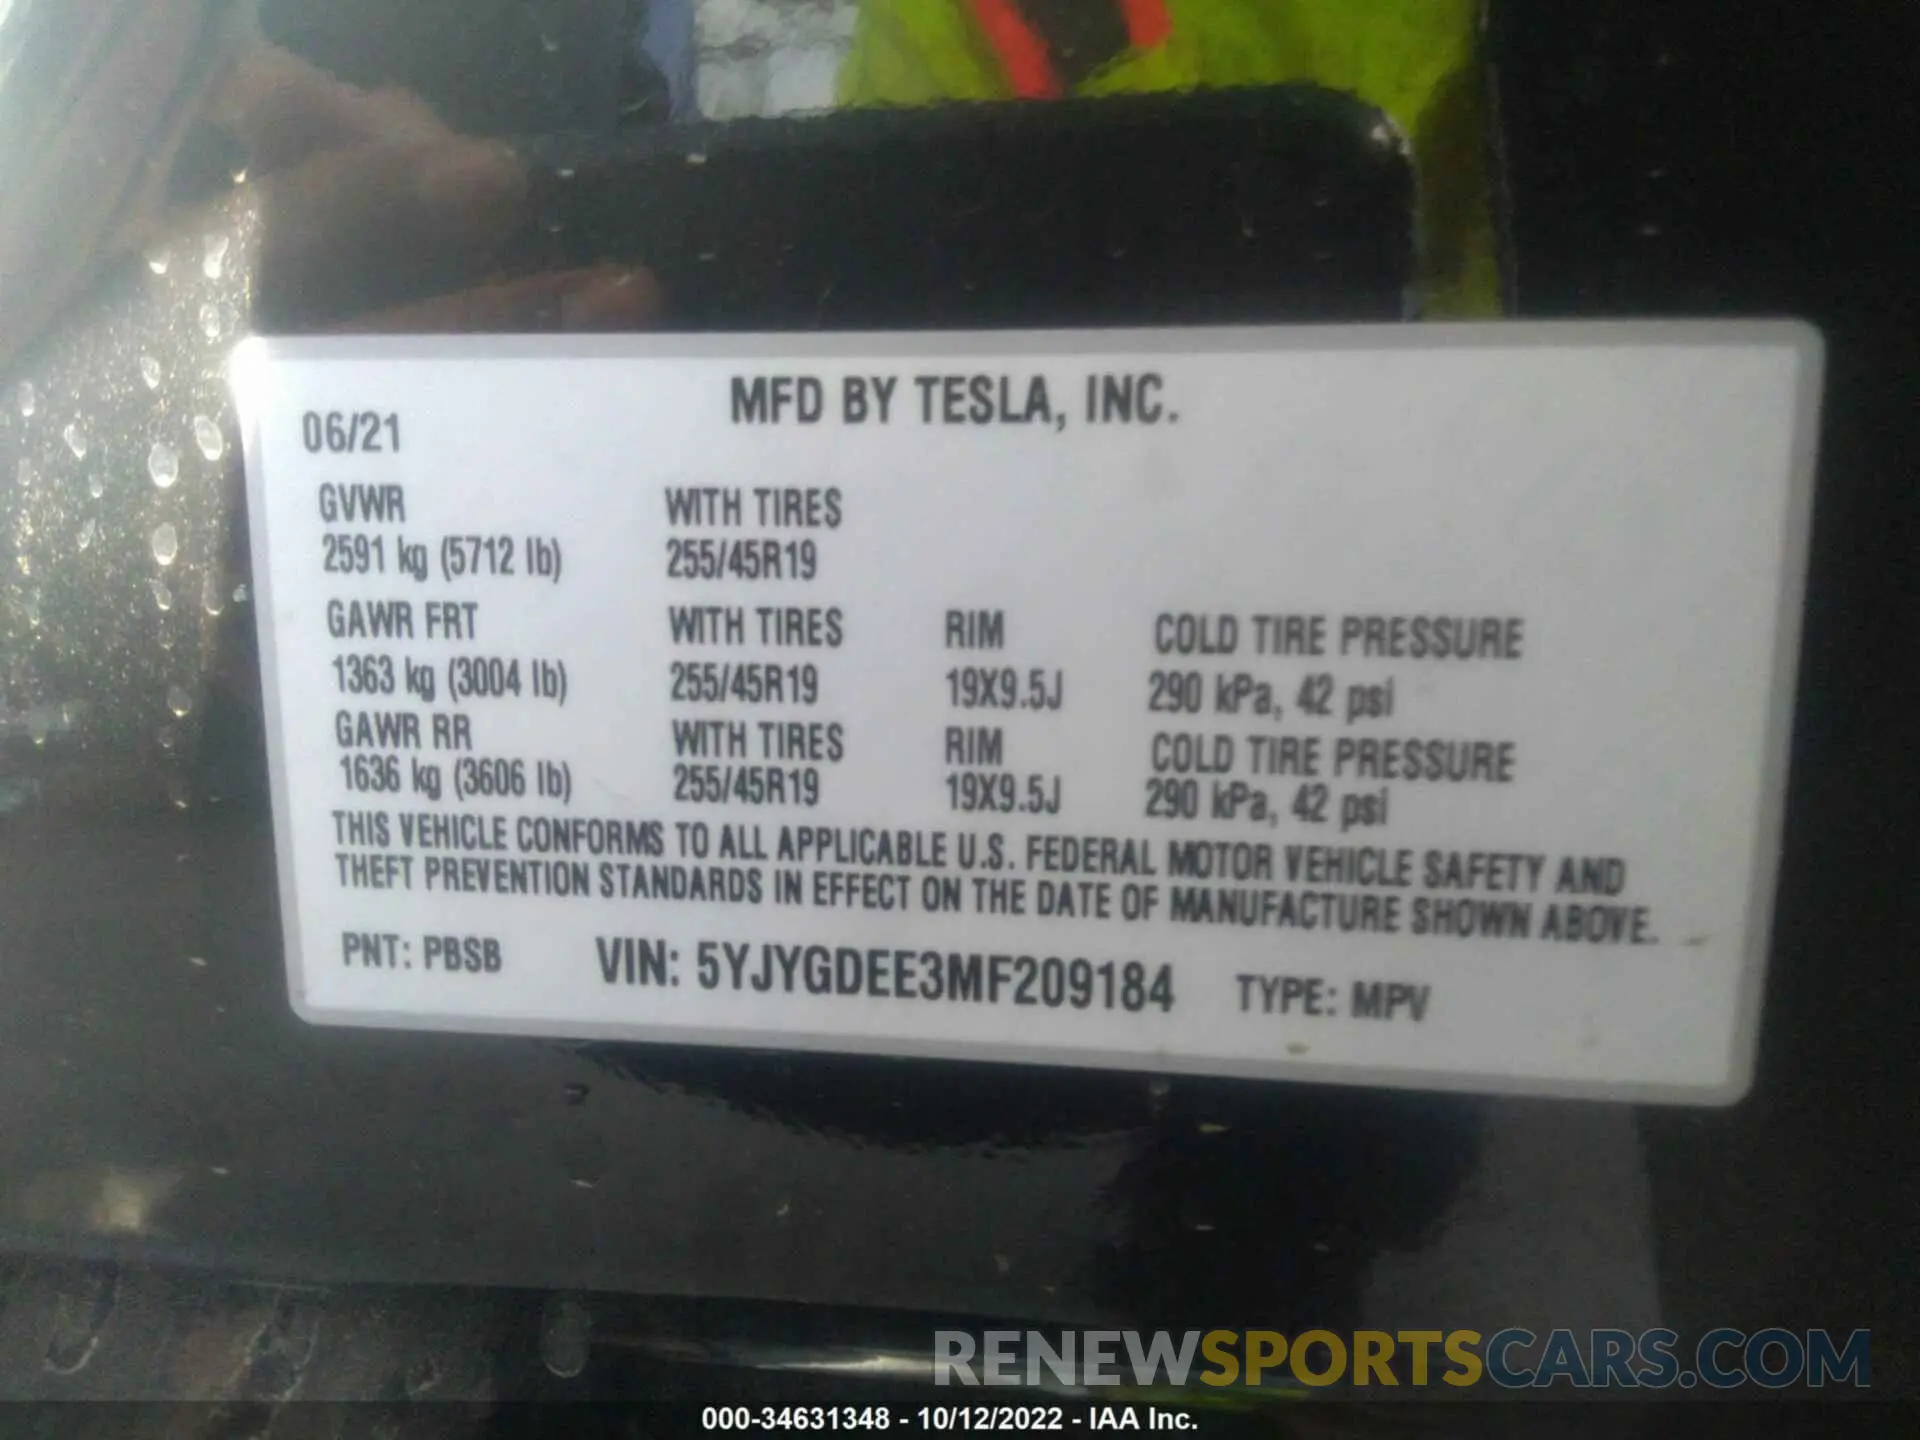 MFD BY TESLA, INC.
06/21
GVWR WITH TIRES
2591 kg (5712 lb) 255/45R19
GAWR FRT WITH TIRES RIM COLD TIRE PRESSURE
1363 kg (3004 lb) 255/45R19 19X9.5J 290 kPa, 42 psi
GAWR RR WITH TIRES RIM COLD TIRE PRESSURE
1636 kg (3606 lb) 255/45R19 19X9.5J 290 kPa, 42 psi
THIS VEHICLE CONFORMS TO ALL APPLICABLE U.S. FEDERAL MOTOR VEHICLE SAFETY AND
THEFT PREVENTION STANDARDS IN EFFECT ON THE DATE OF MANUFACTURE SHOWN ABOVE.
PNT: PBSB VIN: 5YJYGDEE3MF209184 TYPE: MPV
RENEWSPORTSCARS.COM
000-34631348 - 10/12/2022 - IAA Inc.